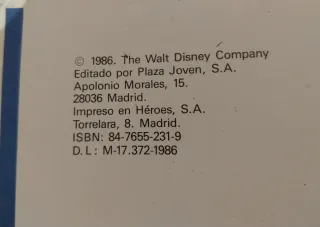 © 1986. The Walt Disney Company
Editado por Plaza Joven, S.A.
Apolonio Morales, 15.
28036 Madrid.
Impreso en Héroes, S.A.
Torrelara, 8. Madrid.
ISBN: 84-7655-231-9
D. L: M-17.372-1986